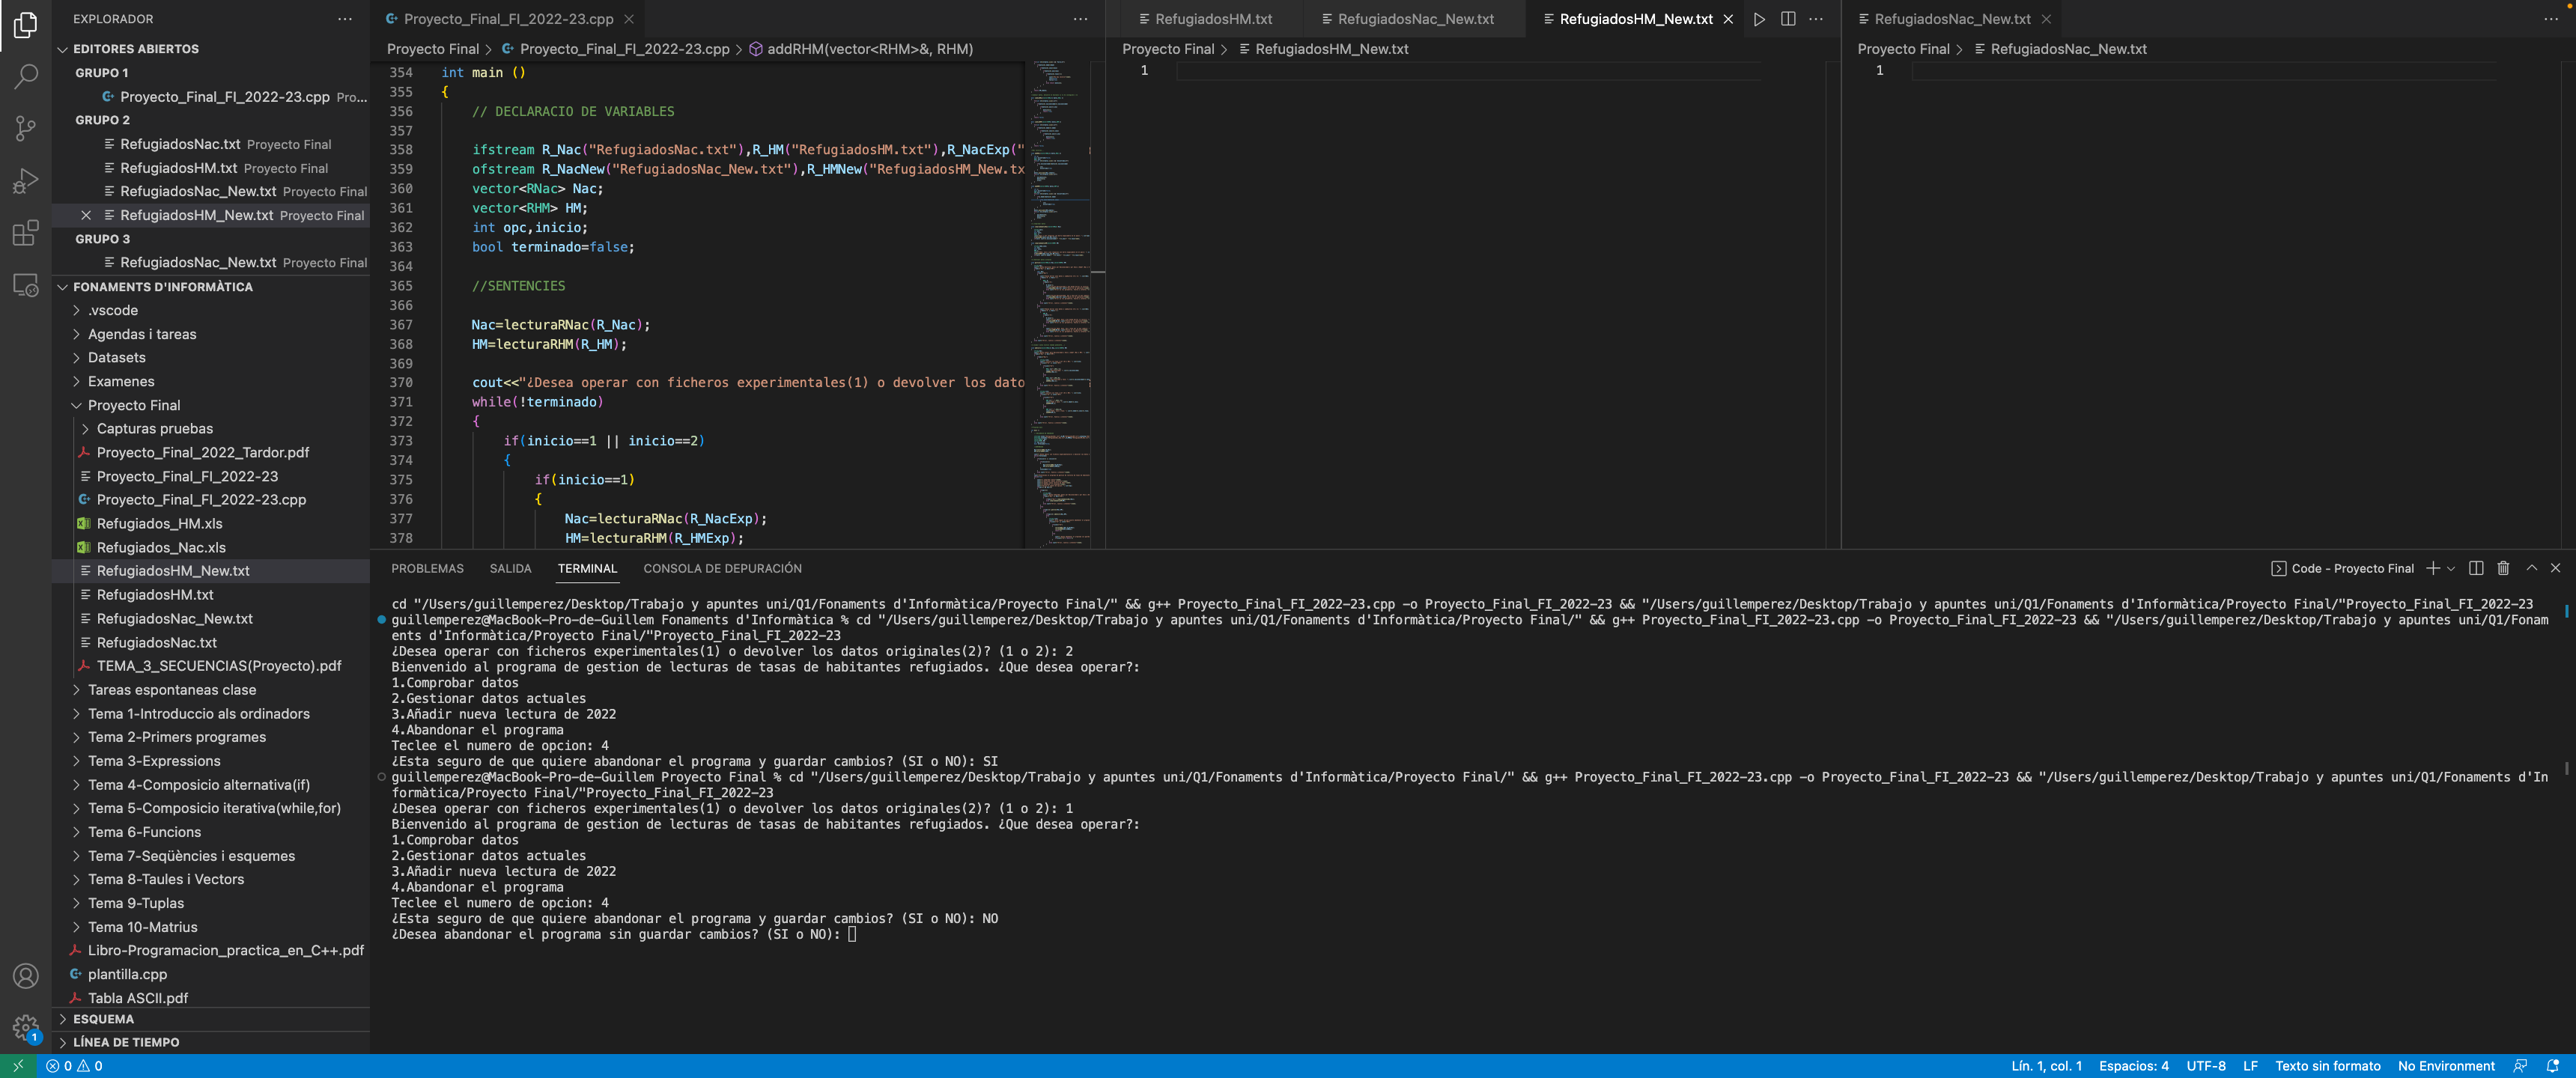 EXPLORADOR
EDITORES ABIERTOS
GRUPO 1
Proyecto_Final_FI_2022-23.cpp Pro...
GRUPO 2
RefugiadosNac.txt Proyecto Final
RefugiadosHM.txt Proyecto Final
RefugiadosNac_New.txt Proyecto Final
RefugiadosHM_New.txt Proyecto Final
GRUPO 3
RefugiadosNac_New.txt Proyecto Final
FONAMENTS D'INFORMÀTICA
.vscode
Agendas i tareas
Datasets
Examenes
Proyecto Final
Capturas pruebas
Proyecto_Final_2022_Tardor.pdf
Proyecto_Final_FI_2022-23
Proyecto_Final_FI_2022-23.cpp
Refugiados_HM.xls
Refugiados_Nac.xls
RefugiadosHM_New.txt
RefugiadosHM.txt
RefugiadosNac_New.txt
RefugiadosNac.txt
TEMA_3_SECUENCIAS(Proyecto).pdf
Tareas espontaneas clase
Tema 1-Introduccio als ordinadors
Tema 2-Primers programes
Tema 3-Expressions
Tema 4-Composicio alternativa(if)
Tema 5-Composicio iterativa(while,for)
Tema 6-Funcions
Tema 7-Seqüències i esquemes
Tema 8-Taules i Vectors
Tema 9-Tuplas
Tema 10-Matrius
Libro-Programacion_practica_en_C++.pdf
plantilla.cpp
Tabla ASCII.pdf
ESQUEMA
LÍNEA DE TIEMPO
Proyecto_Final_FI_2022-23.cpp
Proyecto Final > Proyecto_Final_FI_2022-23.cpp > addRHM(vector<RHM>&, RHM)
354 int main ()
355 {
356 // DECLARACIO DE VARIABLES
357
358 ifstream R_Nac("RefugiadosNac.txt"),R_HM("RefugiadosHM.txt"),R_NacExp("
359 ofstream R_NacNew("RefugiadosNac_New.txt"),R_HMNew("RefugiadosHM_New.tx
360 vector<RNac> Nac;
361 vector<RHM> HM;
362 int opc,inicio;
363 bool terminado=false;
364
365 //SENTENCIES
366
367 Nac=lecturaRNac(R_Nac);
368 HM=lecturaRHM(R_HM);
369
370 cout<<"¿Desea operar con ficheros experimentales(1) o devolver los dato
371 while(!terminado)
372 {
373 if(inicio==1 || inicio==2)
374 {
375 if(inicio==1)
376 {
377 Nac=lecturaRNac(R_NacExp);
378 HM=lecturaRHM(R_HMExp);
RefugiadosHM.txt RefugiadosNac_New.txt RefugiadosHM_New.txt
Proyecto Final > RefugiadosHM_New.txt
1
RefugiadosNac_New.txt
Proyecto Final > RefugiadosNac_New.txt
1
PROBLEMAS SALIDA TERMINAL CONSOLA DE DEPURACIÓN
Code - Proyecto Final
cd "/Users/guillemperez/Desktop/Trabajo y apuntes uni/Q1/Fonaments d'Informàtica/Proyecto Final/" && g++ Proyecto_Final_FI_2022-23.cpp -o Proyecto_Final_FI_2022-23 && "/Users/guillemperez/Desktop/Trabajo y apuntes uni/Q1/Fonaments d'Informàtica/Proyecto Final/"Proyecto_Final_FI_2022-23
guillemperez@MacBook-Pro-de-Guillem Fonaments d'Informàtica % cd "/Users/guillemperez/Desktop/Trabajo y apuntes uni/Q1/Fonaments d'Informàtica/Proyecto Final/" && g++ Proyecto_Final_FI_2022-23.cpp -o Proyecto_Final_FI_2022-23 && "/Users/guillemperez/Desktop/Trabajo y apuntes uni/Q1/Fonam
ents d'Informàtica/Proyecto Final/"Proyecto_Final_FI_2022-23
¿Desea operar con ficheros experimentales(1) o devolver los datos originales(2)? (1 o 2): 2
Bienvenido al programa de gestion de lecturas de tasas de habitantes refugiados. ¿Que desea operar?:
1.Comprobar datos
2.Gestionar datos actuales
3.Añadir nueva lectura de 2022
4.Abandonar el programa
Teclee el numero de opcion: 4
¿Esta seguro de que quiere abandonar el programa y guardar cambios? (SI o NO): SI
guillemperez@MacBook-Pro-de-Guillem Proyecto Final % cd "/Users/guillemperez/Desktop/Trabajo y apuntes uni/Q1/Fonaments d'Informàtica/Proyecto Final/" && g++ Proyecto_Final_FI_2022-23.cpp -o Proyecto_Final_FI_2022-23 && "/Users/guillemperez/Desktop/Trabajo y apuntes uni/Q1/Fonaments d'In
formàtica/Proyecto Final/"Proyecto_Final_FI_2022-23
¿Desea operar con ficheros experimentales(1) o devolver los datos originales(2)? (1 o 2): 1
Bienvenido al programa de gestion de lecturas de tasas de habitantes refugiados. ¿Que desea operar?:
1.Comprobar datos
2.Gestionar datos actuales
3.Añadir nueva lectura de 2022
4.Abandonar el programa
Teclee el numero de opcion: 4
¿Esta seguro de que quiere abandonar el programa y guardar cambios? (SI o NO): NO
¿Desea abandonar el programa sin guardar cambios? (SI o NO):
1
0 0
Lín. 1, col. 1 Espacios: 4 UTF-8 LF Texto sin formato No Environment